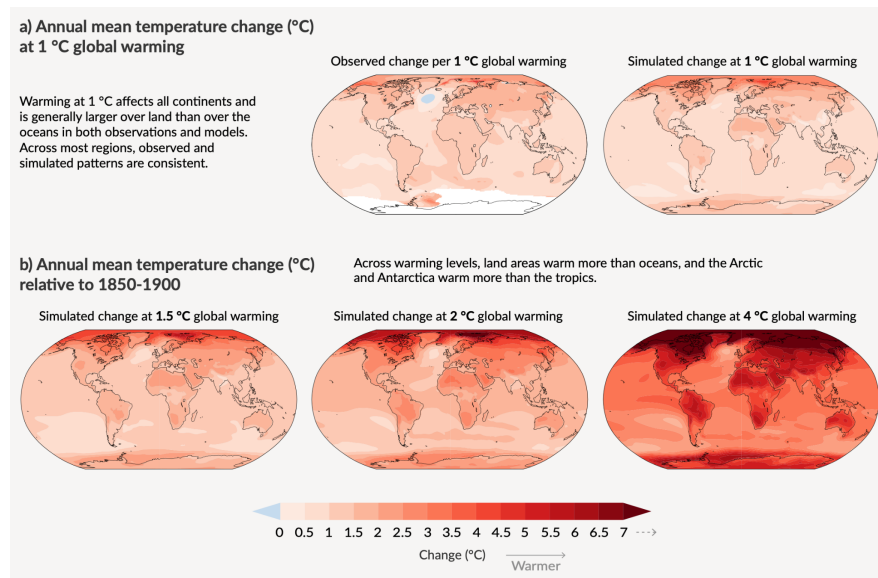 a) Annual mean temperature change (°C)
at 1 °C global warming
Warming at 1 °C affects all continents and
is generally larger over land than over the
oceans in both observations and models.
Across most regions, observed and
simulated patterns are consistent.
Observed change per 1 °C global warming
Simulated change at 1 °C global warming
b) Annual mean temperature change (°C)
relative to 1850-1900
Across warming levels, land areas warm more than oceans, and the Arctic
and Antarctica warm more than the tropics.
Simulated change at 1.5 °C global warming
Simulated change at 2 °C global warming
Simulated change at 4 °C global warming
0 0.5 1 1.5 2 2.5 3 3.5 4 4.5 5 5.5 6 6.5 7
Change (°C)
Warmer